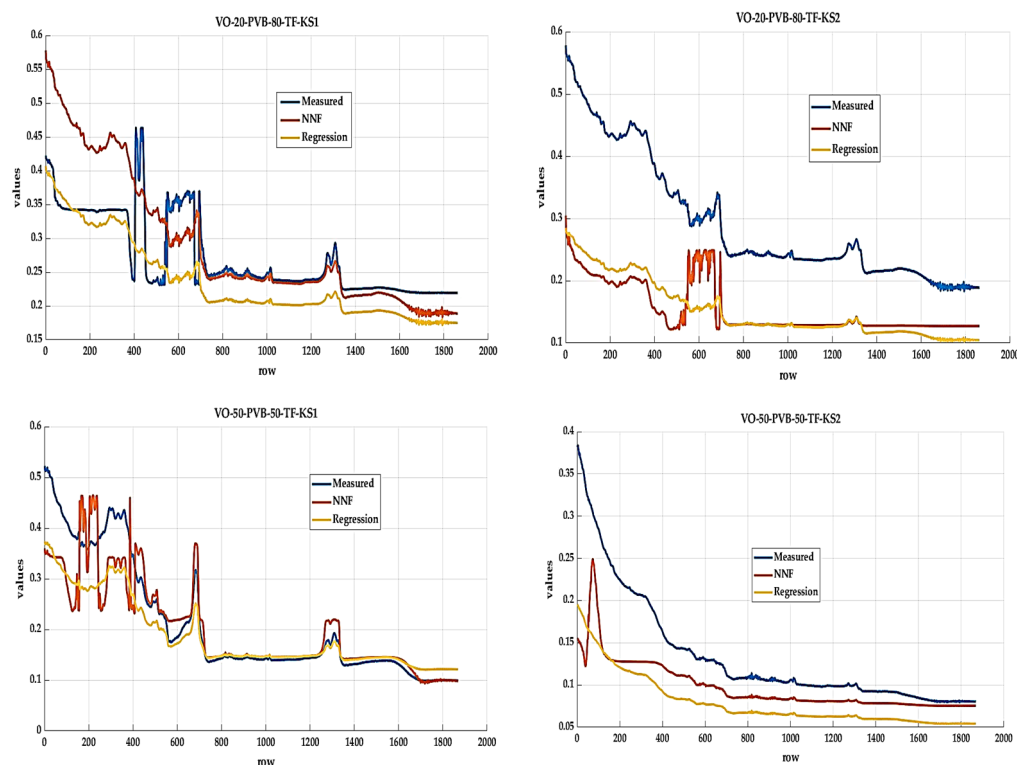 VO-20-PVB-80-TF-KS1
0.6
0.55
0.5
0.45
0.4
0.35
0.3
0.25
0.2
0.15
values
Measured
NNF
Regression
0 200 400 600 800 1000 1200 1400 1600 1800 2000
row
VO-20-PVB-80-TF-KS2
0.6
0.5
0.4
0.3
0.2
0.1
values
Measured
NNF
Regression
0 200 400 600 800 1000 1200 1400 1600 1800 2000
row
VO-50-PVB-50-TF-KS1
0.6
0.5
0.4
0.3
0.2
0.1
0
values
Measured
NNF
Regression
0 200 400 600 800 1000 1200 1400 1600 1800 2000
row
VO-50-PVB-50-TF-KS2
0.4
0.35
0.3
0.25
0.2
0.15
0.1
0.05
values
Measured
NNF
Regression
0 200 400 600 800 1000 1200 1400 1600 1800 2000
row